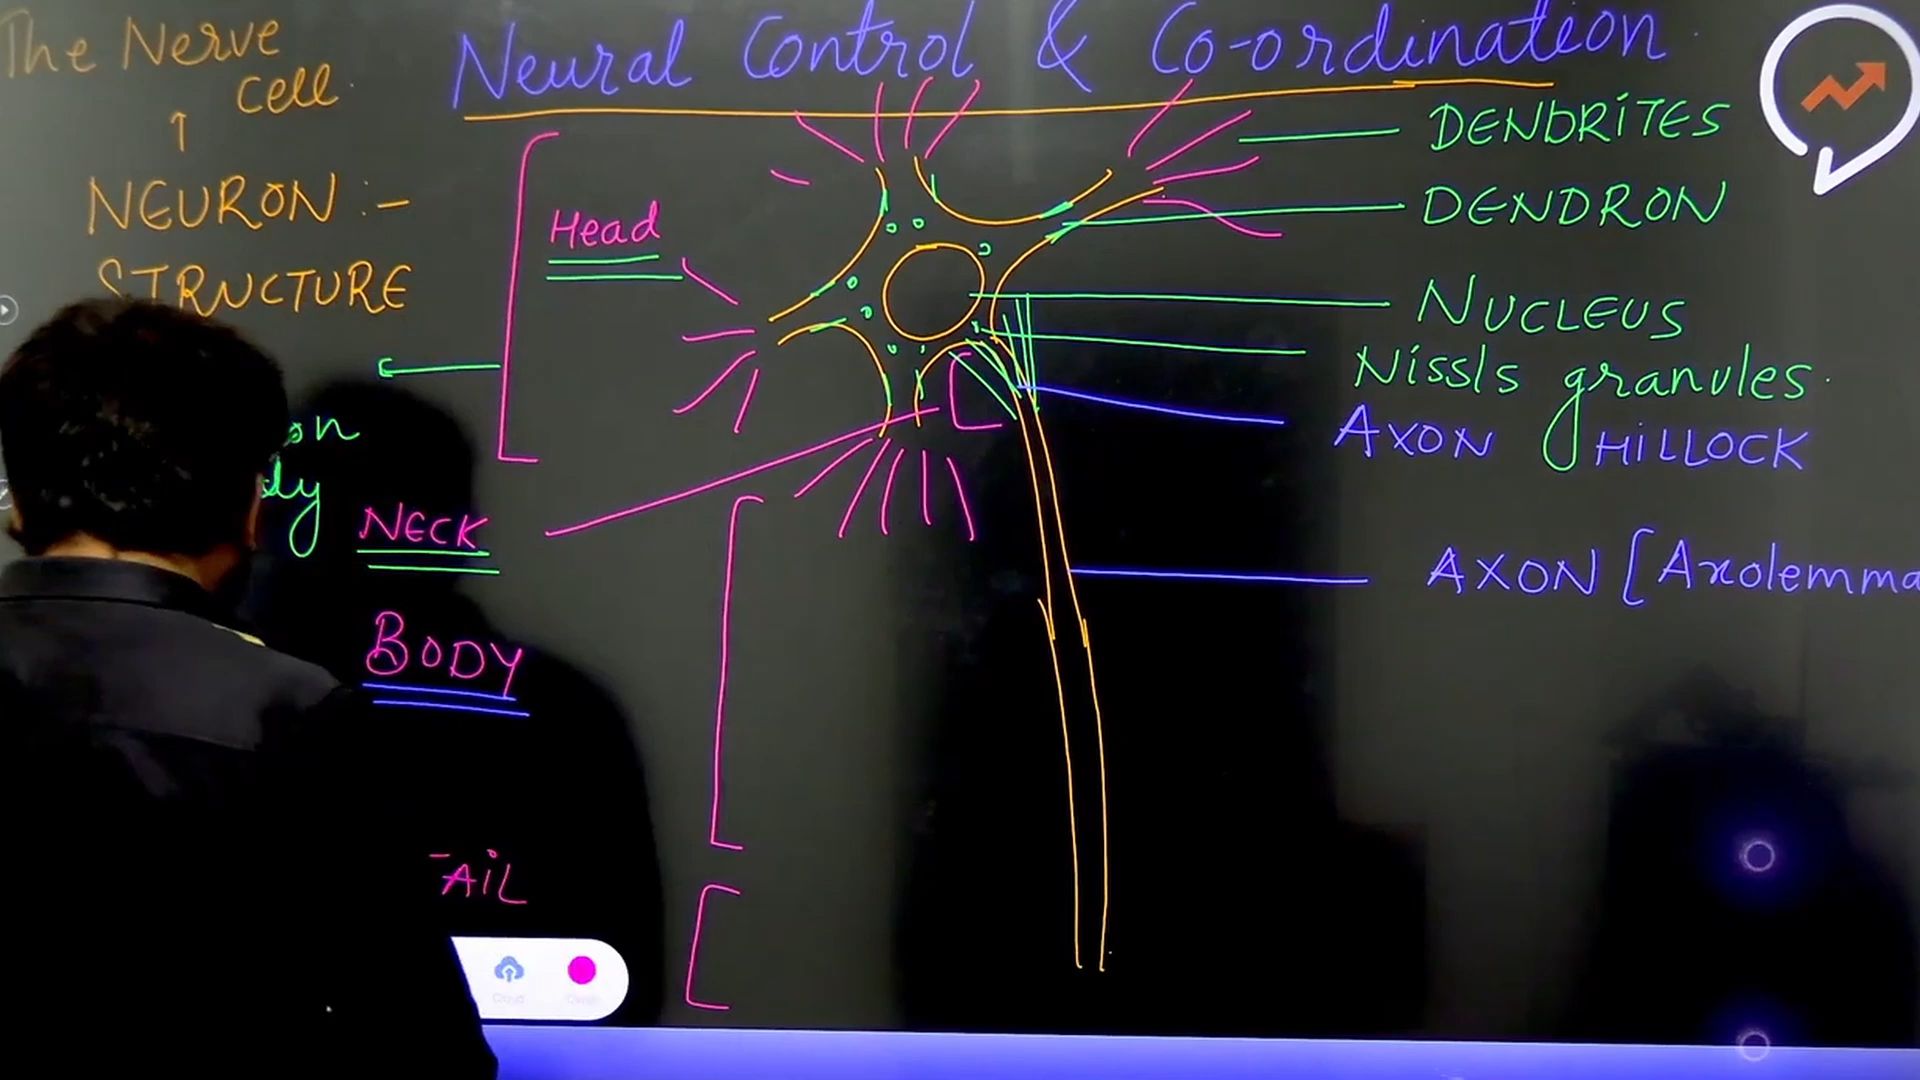 The Nerve
Cell
Neural Control & Co-ordination
NEURON :-
STRUCTURE
Head
NECK
BODY
DENDRITES
DENDRON
NUCLEUS
Nissls granules
AXON HiLLOCK
AXON [Axolemma
Cloud